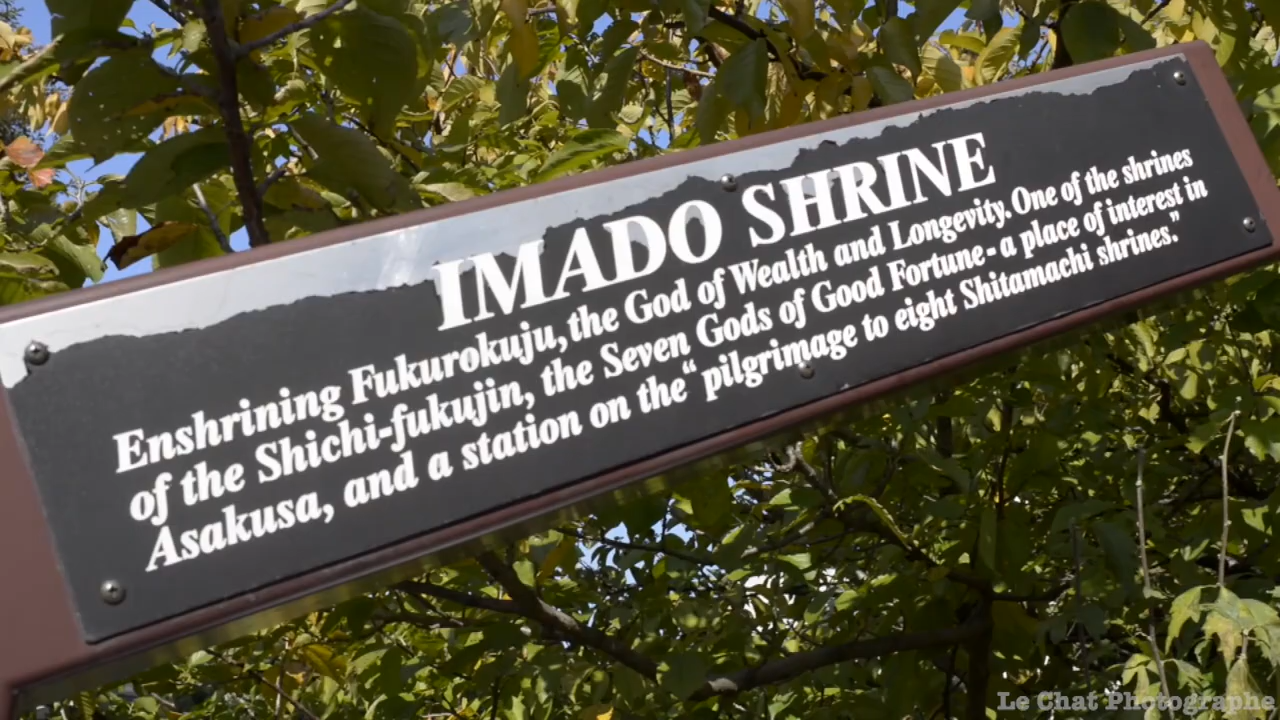 IMADO SHRINE
Enshrining Fukurokuju, the God of Wealth and Longevity. One of the shrines
of the Shichi-fukujin, the Seven Gods of Good Fortune - a place of interest in
Asakusa, and a station on the “pilgrimage to eight Shitamachi shrines.”
Le Chat Photographe